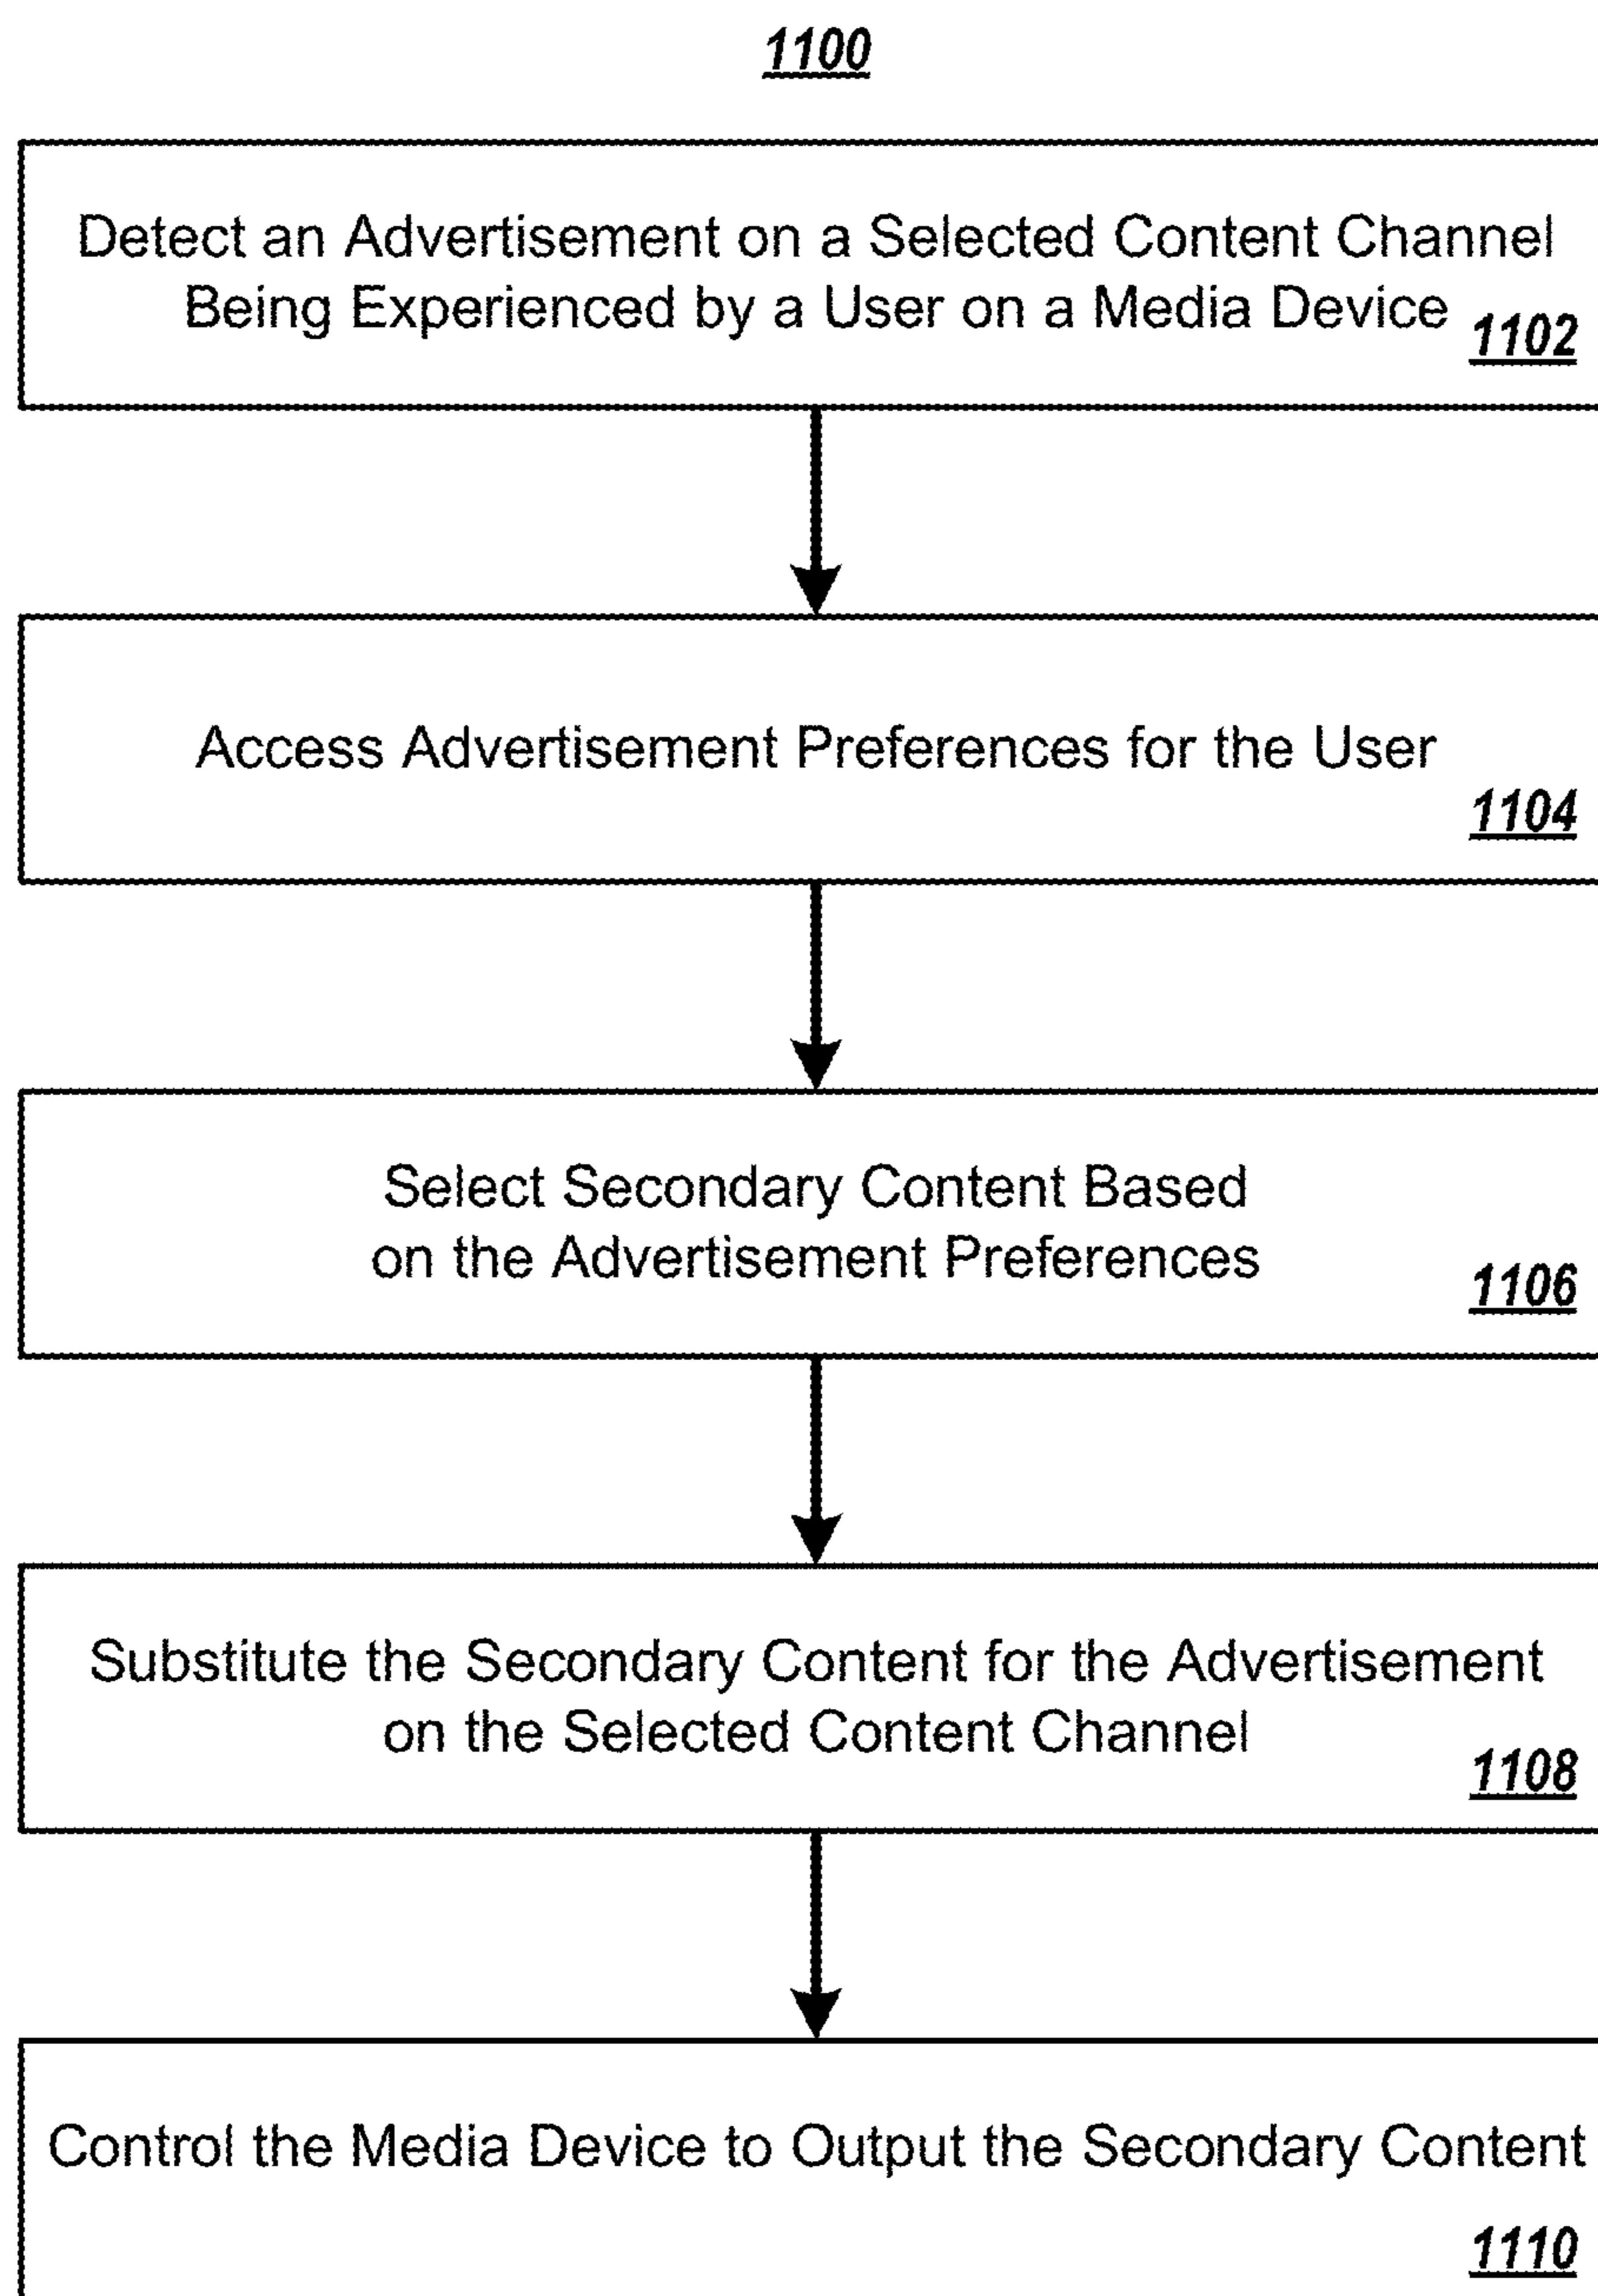 1100
Detect an Advertisement on a Selected Content Channel
Being Experienced by a User on a Media Device
1102
Access Advertisement Preferences for the User
1104
Select Secondary Content Based
on the Advertisement Preferences
1106
Substitute the Secondary Content for the Advertisement
on the Selected Content Channel
1108
Control the Media Device to Output the Secondary Content
1110